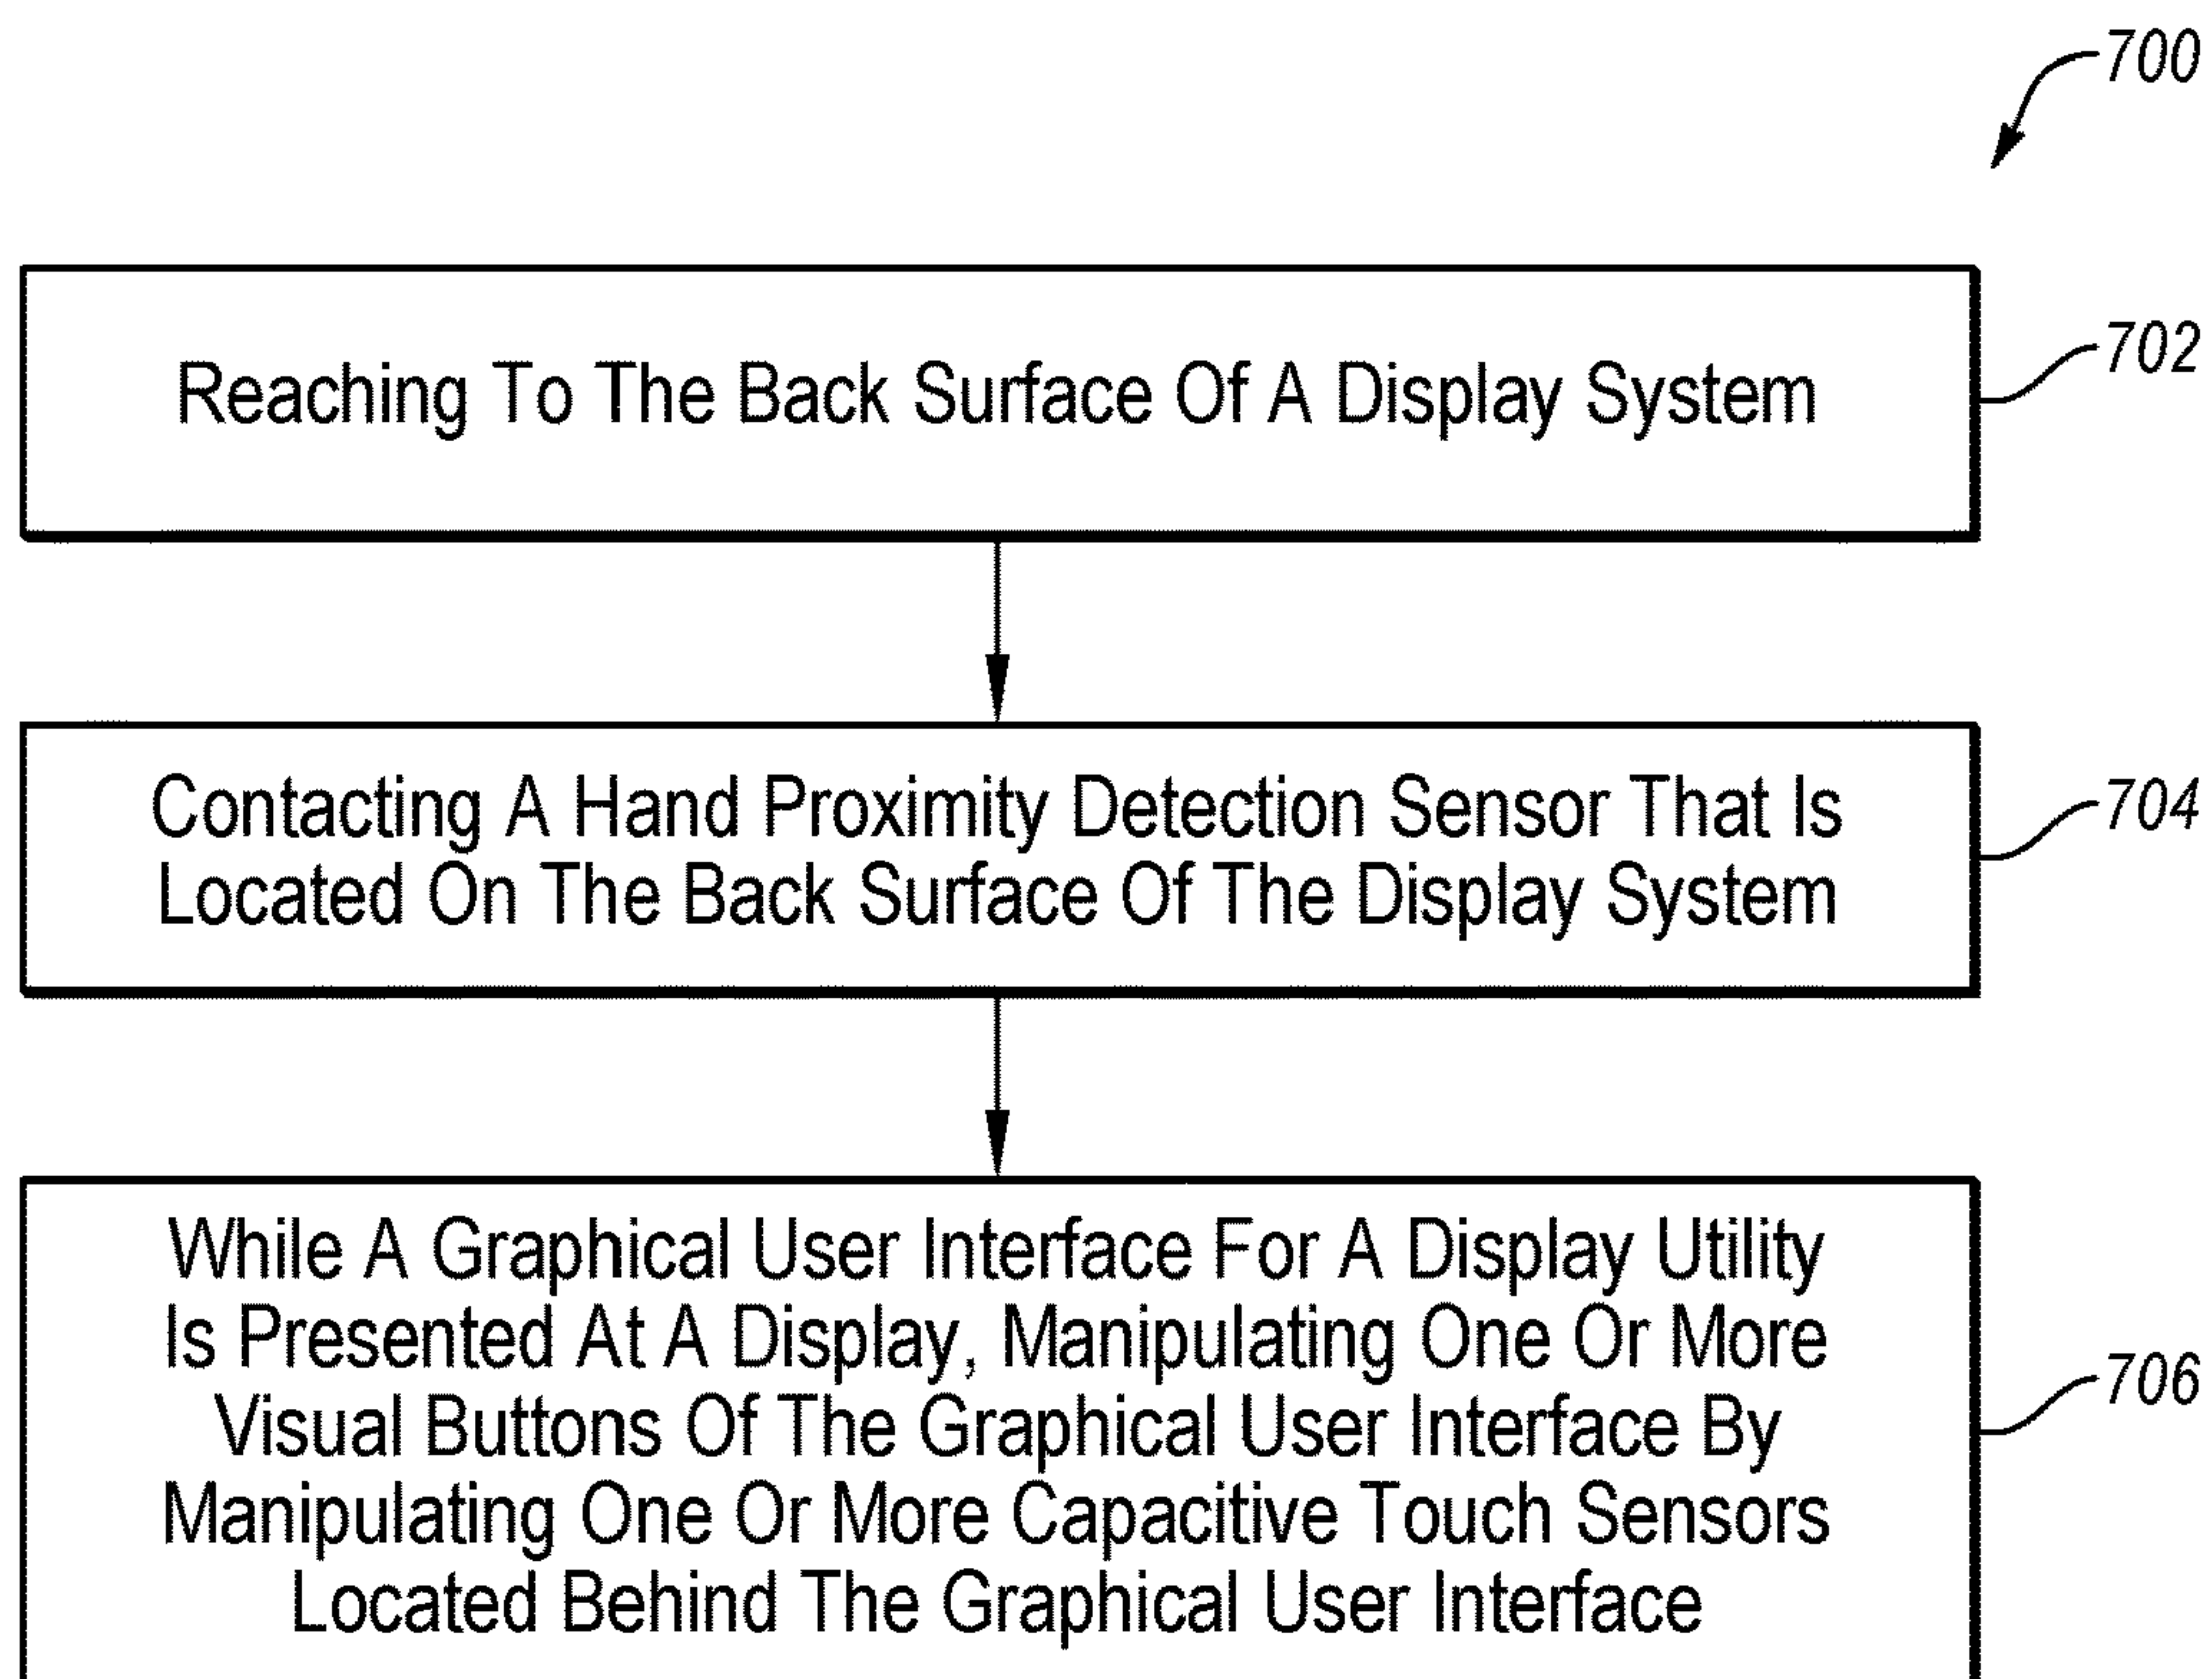 700
Reaching To The Back Surface Of A Display System
702
Contacting A Hand Proximity Detection Sensor That Is
Located On The Back Surface Of The Display System
704
While A Graphical User Interface For A Display Utility
Is Presented At A Display, Manipulating One Or More
Visual Buttons Of The Graphical User Interface By
Manipulating One Or More Capacitive Touch Sensors
Located Behind The Graphical User Interface
706